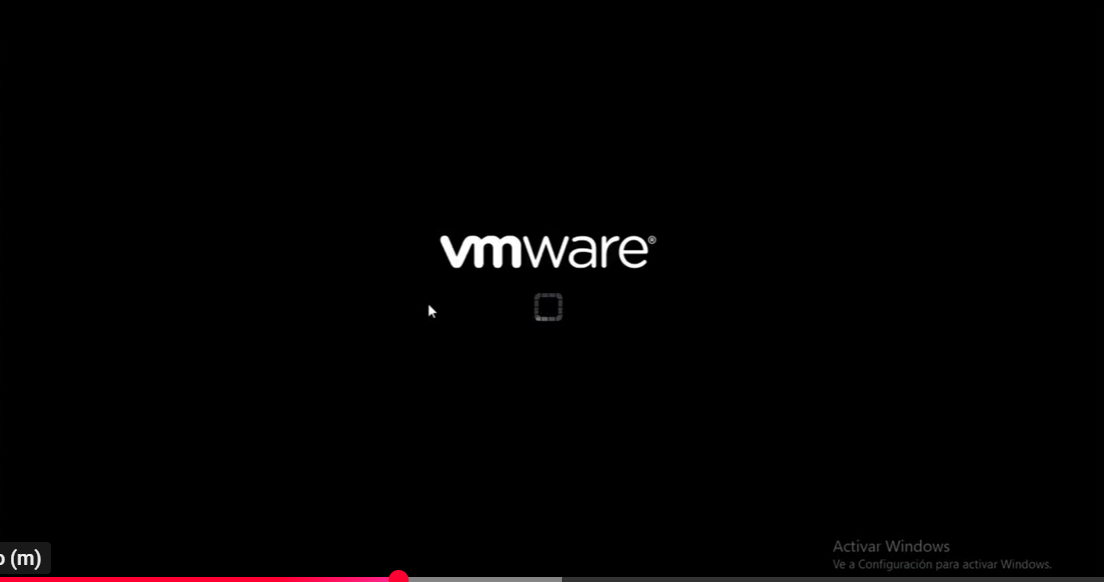 vmware®
(m)
Activar Windows
Ve a Configuración para activar Windows.